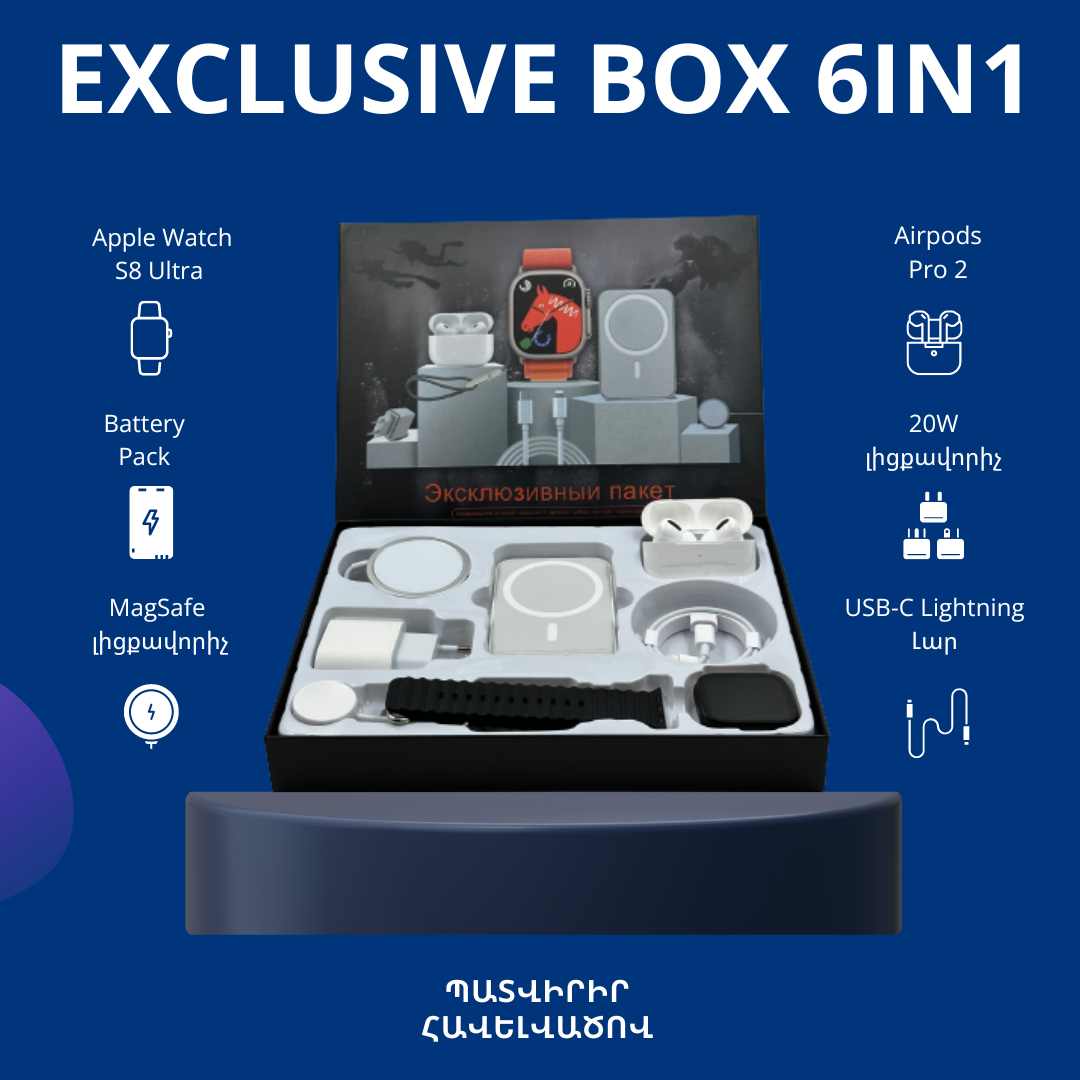 EXCLUSIVE BOX 6IN1
Apple Watch
S8 Ultra
Battery
Pack
MagSafe
լիցքավորիչ
Airpods
Pro 2
20W
լիցքավորիչ
USB-C Lightning
Լար
Эксклюзивный пакет
ՊԱՏՎԻՐԻՐ
ՀԱՎԵԼՎԱԾՈՎ